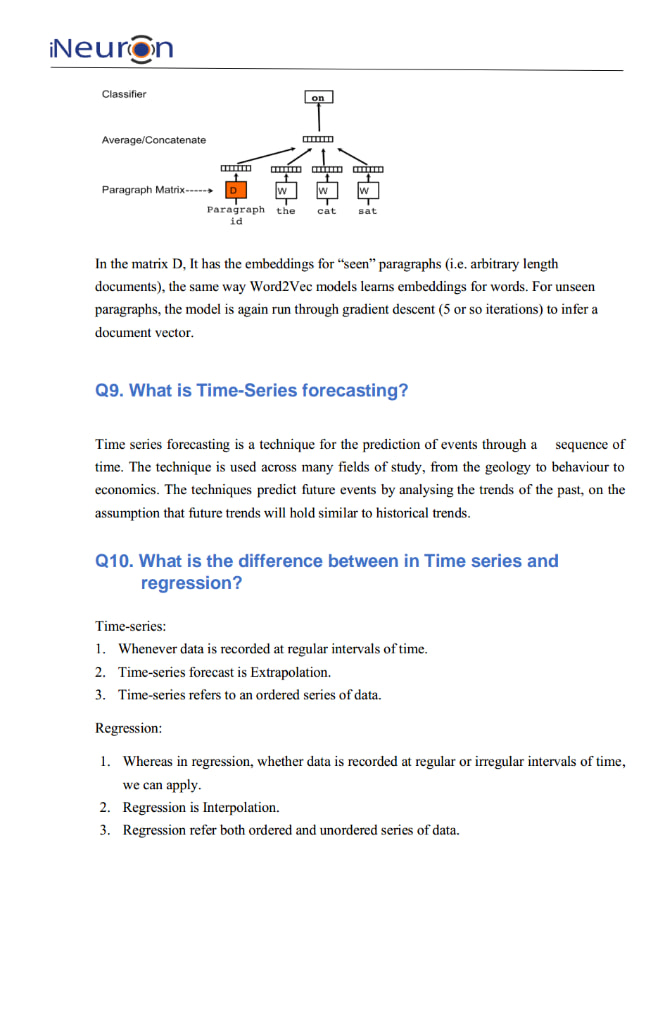 iNeuron
Classifier
on
Average/Concatenate
Paragraph Matrix----->
D
W
W
W
Paragraph the cat sat
id
In the matrix D, It has the embeddings for “seen” paragraphs (i.e. arbitrary length
documents), the same way Word2Vec models learns embeddings for words. For unseen
paragraphs, the model is again run through gradient descent (5 or so iterations) to infer a
document vector.
Q9. What is Time-Series forecasting?
Time series forecasting is a technique for the prediction of events through a sequence of
time. The technique is used across many fields of study, from the geology to behaviour to
economics. The techniques predict future events by analysing the trends of the past, on the
assumption that future trends will hold similar to historical trends.
Q10. What is the difference between in Time series and
regression?
Time-series:
1. Whenever data is recorded at regular intervals of time.
2. Time-series forecast is Extrapolation.
3. Time-series refers to an ordered series of data.
Regression:
1. Whereas in regression, whether data is recorded at regular or irregular intervals of time,
we can apply.
2. Regression is Interpolation.
3. Regression refer both ordered and unordered series of data.